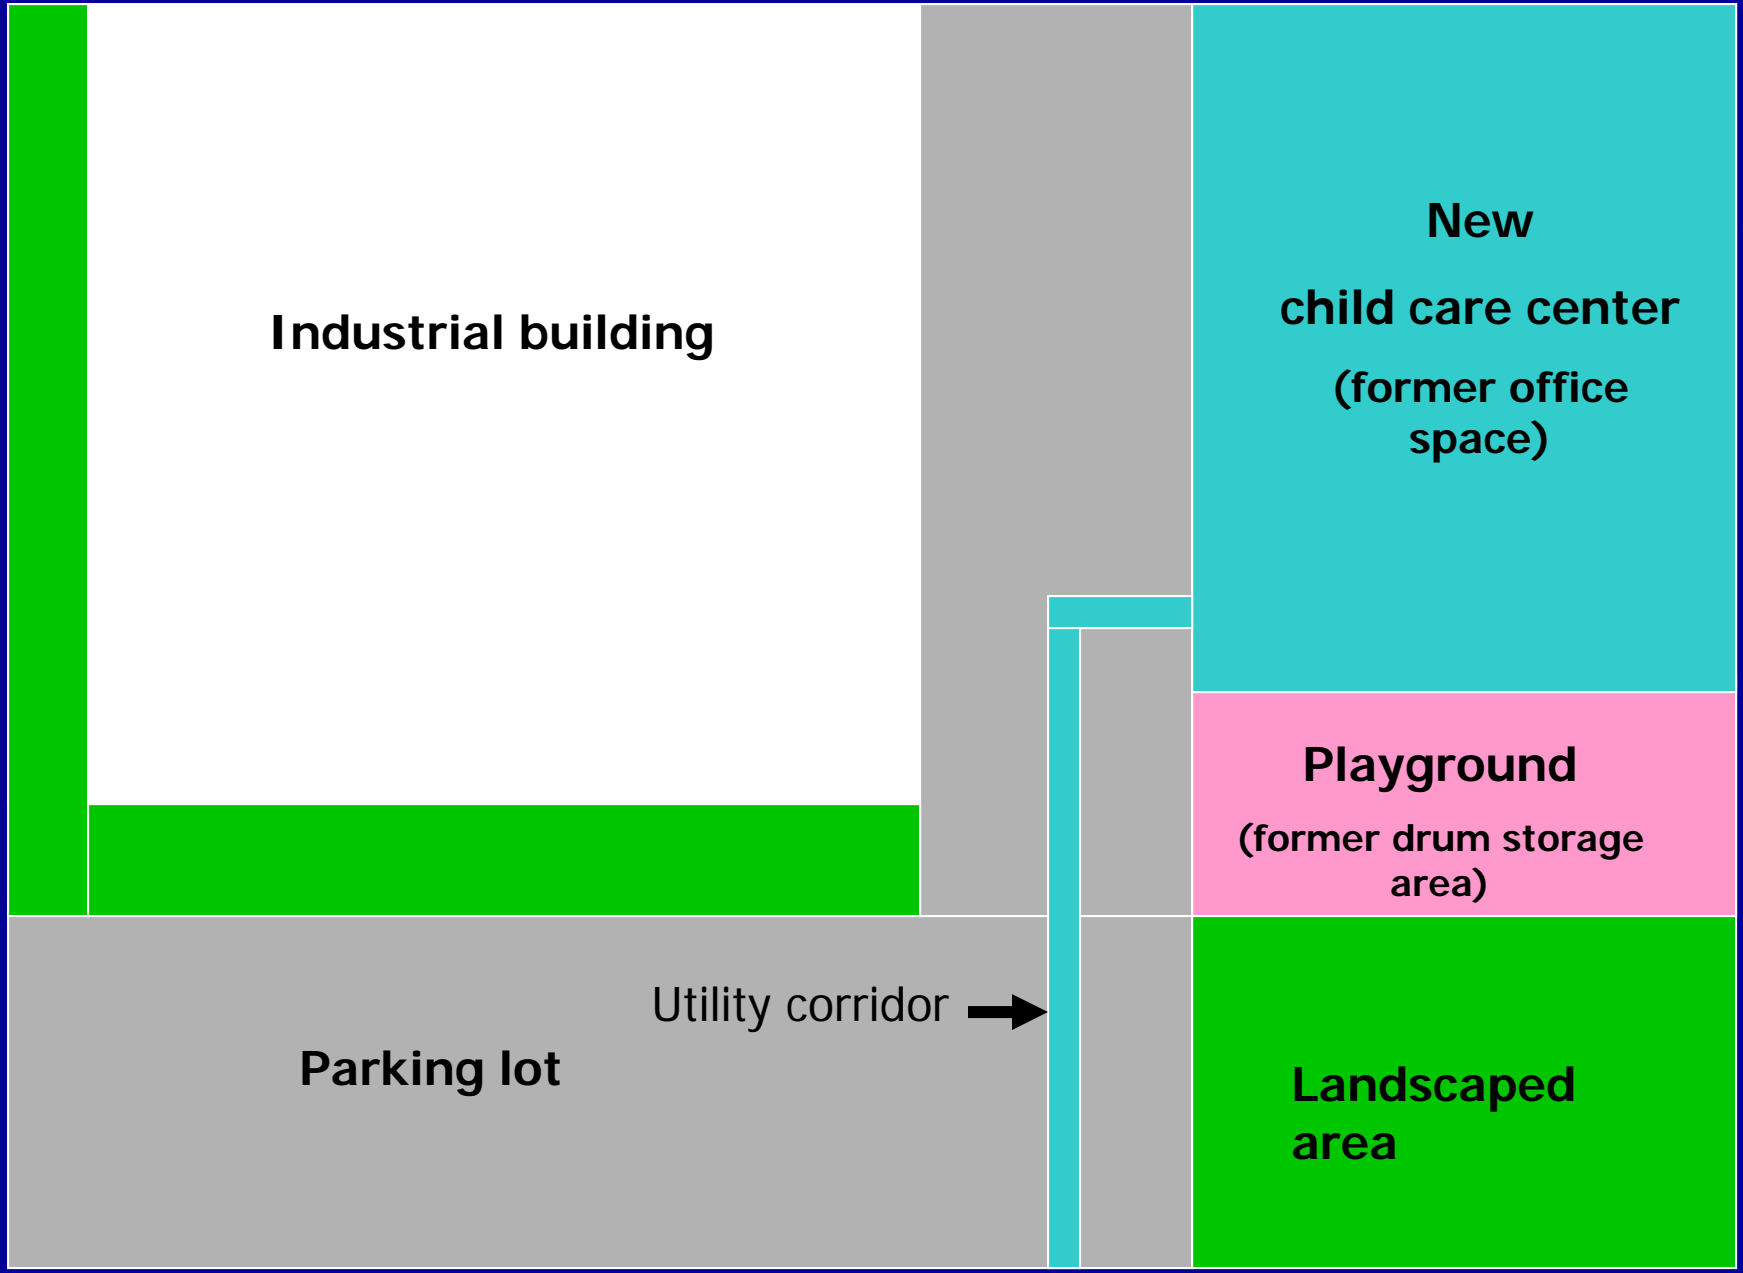 Industrial building
New
child care center
(former office
space)
Playground
(former drum storage
area)
Utility corridor
Parking lot
Landscaped
area